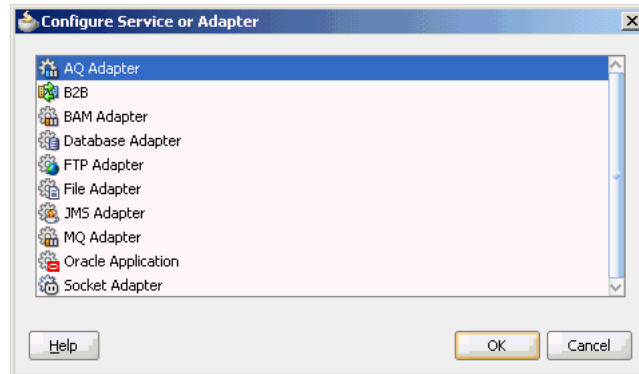 Configure Service or Adapter
AQ Adapter
B2B
BAM Adapter
Database Adapter
FTP Adapter
File Adapter
JMS Adapter
MQ Adapter
Oracle Application
Socket Adapter
Help OK Cancel